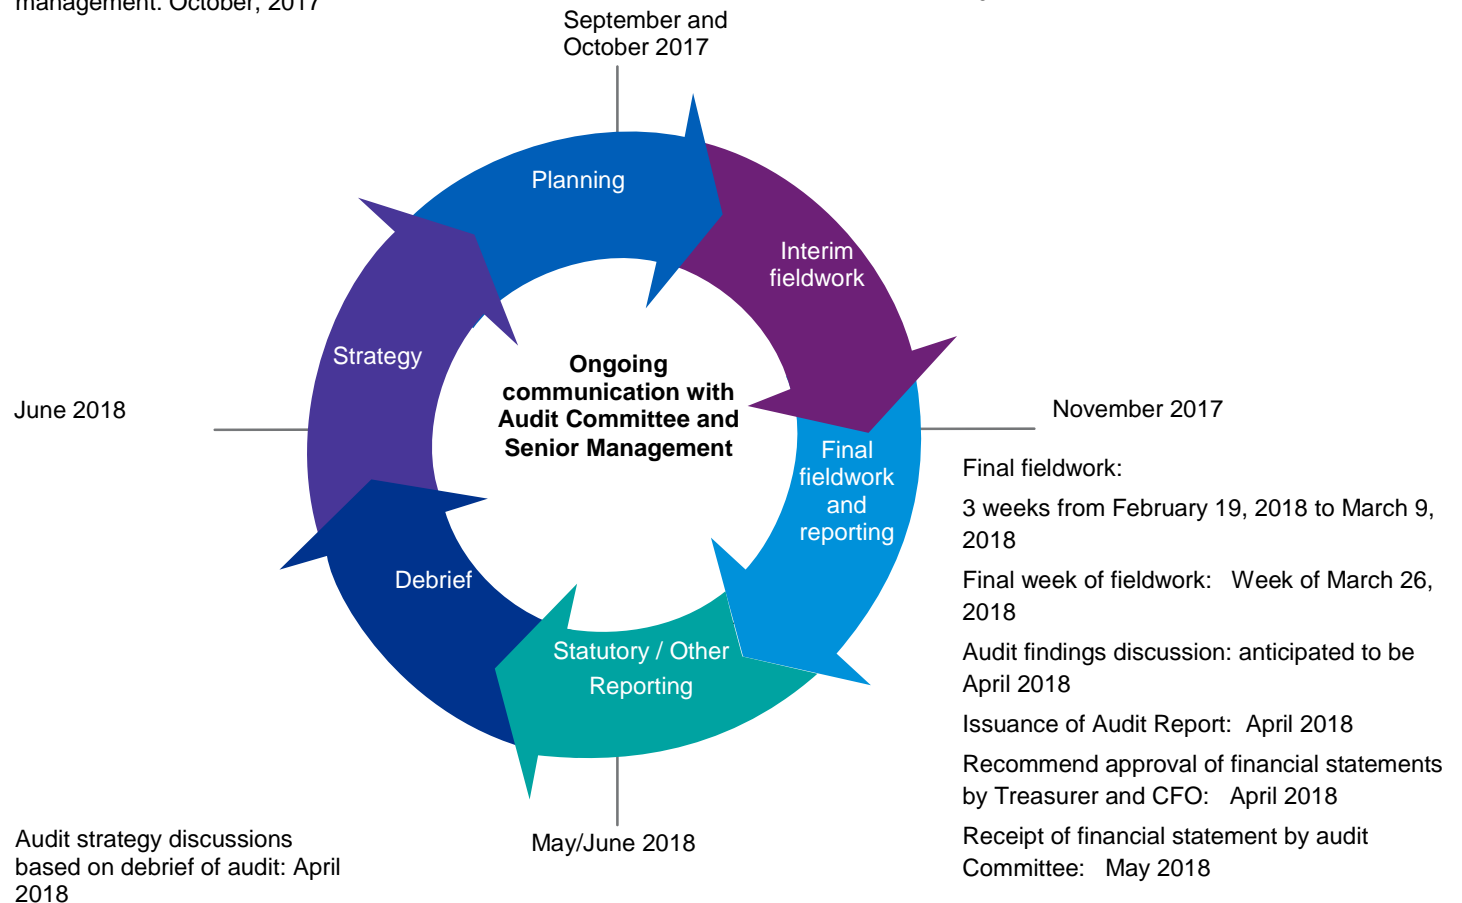 management: October, 2017
September and
October 2017
Planning
Interim
fieldwork
Strategy
Ongoing
communication with
Audit Committee and
Senior Management
June 2018
November 2017
Final
fieldwork
and
reporting
Final fieldwork:
3 weeks from February 19, 2018 to March 9,
2018
Final week of fieldwork: Week of March 26,
2018
Debrief
Statutory / Other
Reporting
Audit findings discussion: anticipated to be
April 2018
Issuance of Audit Report: April 2018
Recommend approval of financial statements
by Treasurer and CFO: April 2018
Receipt of financial statement by audit
Committee: May 2018
May/June 2018
Audit strategy discussions
based on debrief of audit: April
2018